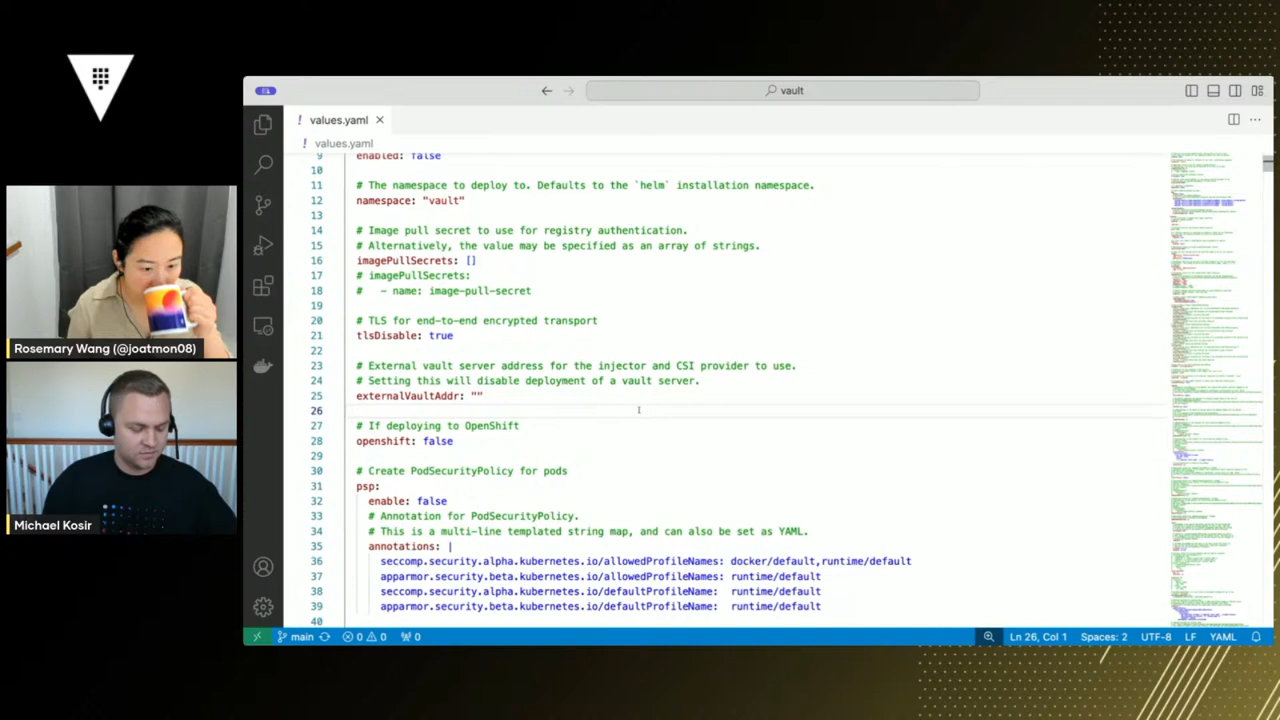 vault
values.yaml
values.yaml
9 enabled: false
10
11 # The namespace to deploy to. Defaults to the `helm` installation namespace.
12 namespace: "vault"
13
14 # Image pull secret to use for registry authentication.
15 # Alternatively, the value may be specified as an array of strings.
16 imagePullSecrets: []
17 # imagePullSecrets:
18 #   - name: image-pull-secret
19
20 # TLS for end-to-end encrypted transport
21 tlsDisable: true
22
23 # External vault server address for the injector and CSI provider to use.
24 # Setting this will disable deployment of a vault server.
25 externalVaultAddr: ""
26
27 # If deploying to OpenShift
28 openshift: false
29
30 # Create PodSecurityPolicy for pods
31 psp:
32 enable: false
33 # Annotation for PodSecurityPolicy.
34 # This is a multi-line templated string map, and can also be set as YAML.
35 annotations: |
36 seccomp.security.alpha.kubernetes.io/allowedProfileNames: docker/default,runtime/default
37 apparmor.security.beta.kubernetes.io/allowedProfileNames: runtime/default
38 seccomp.security.alpha.kubernetes.io/defaultProfileName:  runtime/default
39 apparmor.security.beta.kubernetes.io/defaultProfileName:  runtime/default
40
Rosemary Wang (@joatmon08)
Michael Kosir
main 0 0 0 Ln 26, Col 1 Spaces: 2 UTF-8 LF YAML